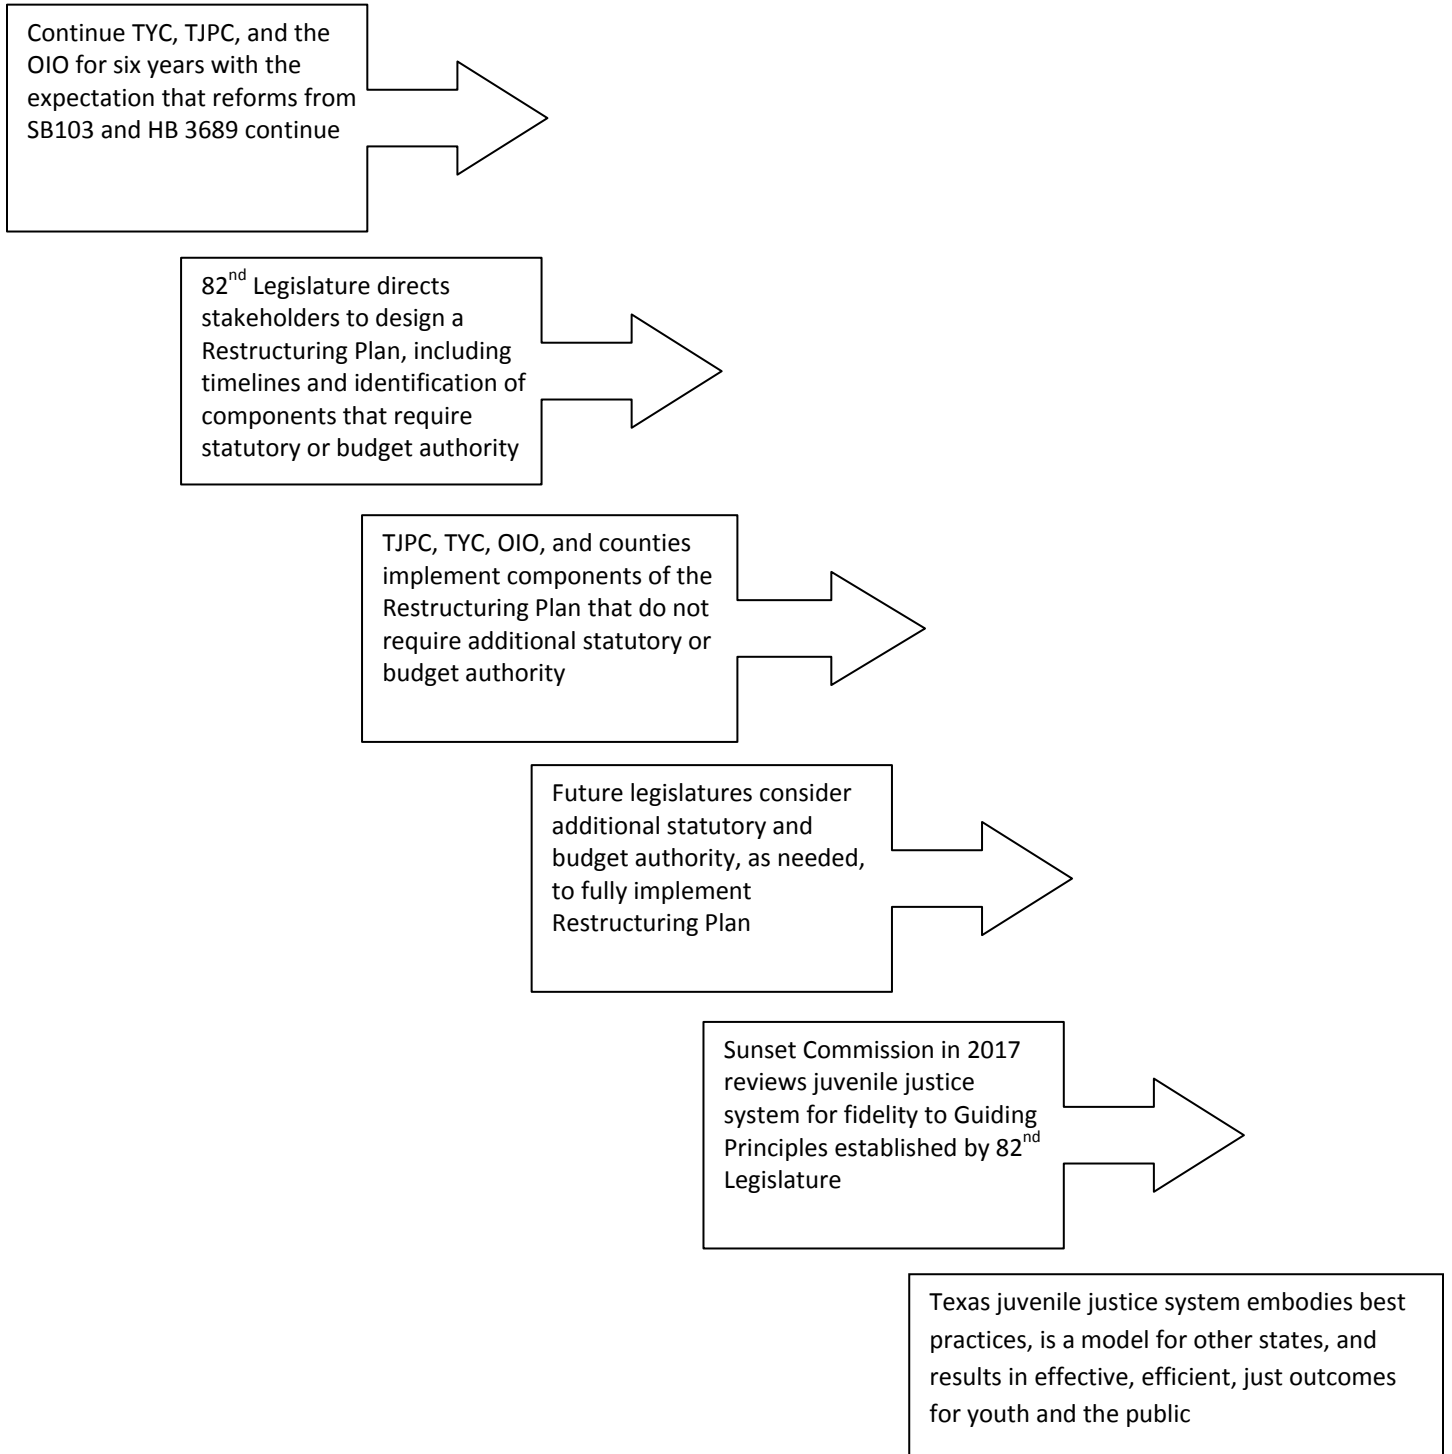 Continue TYC, TJPC, and the
OIO for six years with the
expectation that reforms from
SB103 and HB 3689 continue
82nd Legislature directs
stakeholders to design a
Restructuring Plan, including
timelines and identification of
components that require
statutory or budget authority
TJPC, TYC, OIO, and counties
implement components of the
Restructuring Plan that do not
require additional statutory or
budget authority
Future legislatures consider
additional statutory and
budget authority, as needed,
to fully implement
Restructuring Plan
Sunset Commission in 2017
reviews juvenile justice
system for fidelity to Guiding
Principles established by 82nd
Legislature
Texas juvenile justice system embodies best
practices, is a model for other states, and
results in effective, efficient, just outcomes
for youth and the public